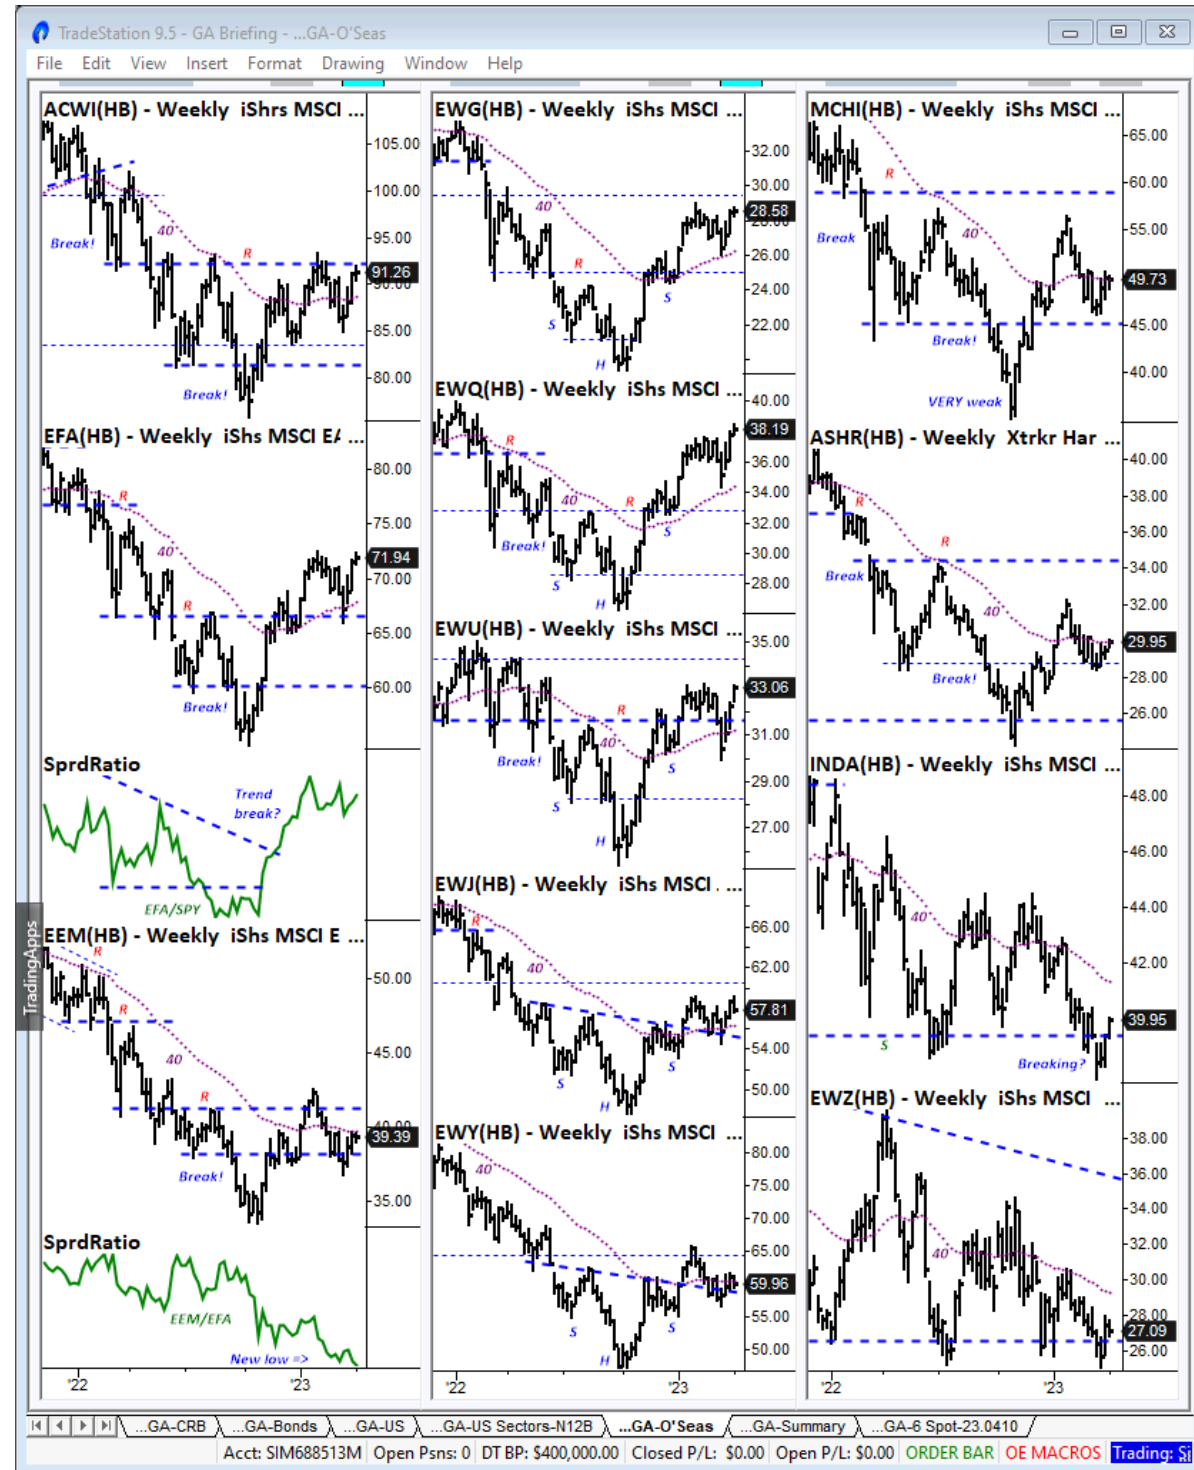 TradeStation 9.5 - GA Briefing - ...GA-O'Seas
File Edit View Insert Format Drawing Window Help
ACWI(HB) - Weekly iShrs MSCI ...
105.00
100.00
95.00
91.26
90.00
85.00
80.00
Break!
40
R
Break!
EFA(HB) - Weekly iShs MSCI EA ...
80.00
75.00
71.94
70.00
65.00
60.00
R
40
R
Break!
SprdRatio
Trend
break?
EFA/SPY
EEM(HB) - Weekly iShs MSCI E ...
50.00
45.00
40.00
39.39
35.00
R
R
40
R
Break!
SprdRatio
EEM/EFA
New low =>
'22 '23
EWG(HB) - Weekly iShs MSCI ...
32.00
30.00
28.58
28.00
26.00
24.00
22.00
40
R
S
S
H
EWQ(HB) - Weekly iShs MSCI ...
40.00
38.19
36.00
34.00
32.00
30.00
28.00
R
40
R
Break!
S
S
H
EWU(HB) - Weekly iShs MSCI ...
35.00
33.06
31.00
29.00
27.00
R
40
Break!
S
S
H
EWJ(HB) - Weekly iShs MSCI . ...
66.00
62.00
57.81
54.00
50.00
R
40
S
S
H
EWY(HB) - Weekly iShs MSCI ...
80.00
75.00
70.00
65.00
59.96
55.00
50.00
40
S
S
H
'22 '23
MCHI(HB) - Weekly iShs MSCI ...
65.00
60.00
55.00
49.73
45.00
40.00
R
Break
40
Break!
VERY weak
ASHR(HB) - Weekly Xtrkr Har ...
40.00
38.00
36.00
34.00
32.00
29.95
28.00
26.00
R
R
Break
40
Break!
INDA(HB) - Weekly iShs MSCI ...
48.00
46.00
44.00
42.00
39.95
40
S
Breaking?
EWZ(HB) - Weekly iShs MSCI ...
38.00
36.00
34.00
32.00
30.00
28.00
27.09
26.00
40
'22 '23
TradingApps
...GA-CRB ...GA-Bonds ...GA-US ...GA-US Sectors-N12B ...GA-O'Seas ...GA-Summary ...GA-6 Spot-23.0410
Acct: SIM688513M Open Psns: 0 DT BP: $400,000.00 Closed P/L: $0.00 Open P/L: $0.00 ORDER BAR OE MACROS Trading: Si